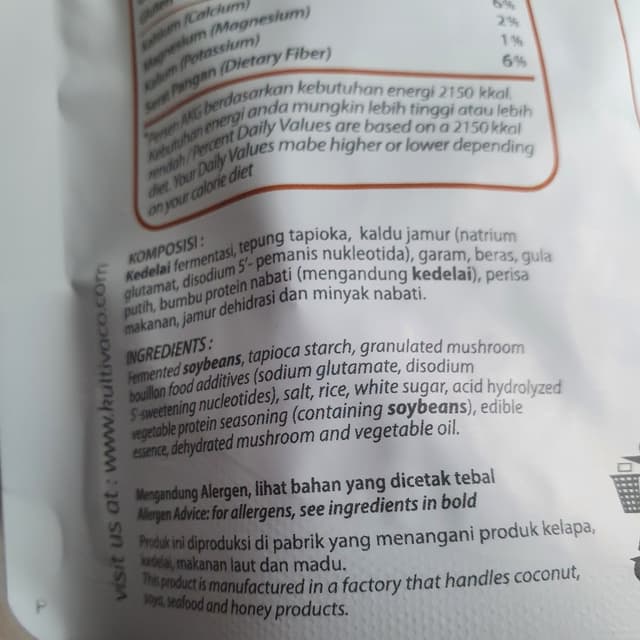 6%
(Calcium)
2%
(Magnesium)
1%
Kalium (Potassium)
6%
Serat Pangan (Dietary Fiber)
*Persen AKG berdasarkan kebutuhan energi 2150 kkal.
Kebutuhan energi anda mungkin lebih tinggi atau lebih
rendah / Percent Daily Values are based on a 2150 kkal
diet. Your Daily Values mabe higher or lower depending
on your calorie diet
KOMPOSISI :
Kedelai fermentasi, tepung tapioka, kaldu jamur (natrium
glutamat, disodium 5'- pemanis nukleotida), garam, beras, gula
putih, bumbu protein nabati (mengandung kedelai), perisa
makanan, jamur dehidrasi dan minyak nabati.
INGREDIENTS :
Fermented soybeans, tapioca starch, granulated mushroom
bouillon food additives (sodium glutamate, disodium
5'-sweetening nucleotides), salt, rice, white sugar, acid hydrolyzed
vegetable protein seasoning (containing soybeans), edible
essence, dehydrated mushroom and vegetable oil.
Mengandung Alergen, lihat bahan yang dicetak tebal
Allergen Advice: for allergens, see ingredients in bold
Produk ini diproduksi di pabrik yang menangani produk kelapa,
kedelai, makanan laut dan madu.
This product is manufactured in a factory that handles coconut,
soya, seafood and honey products.
visit us at : www.kultivaco.com
P